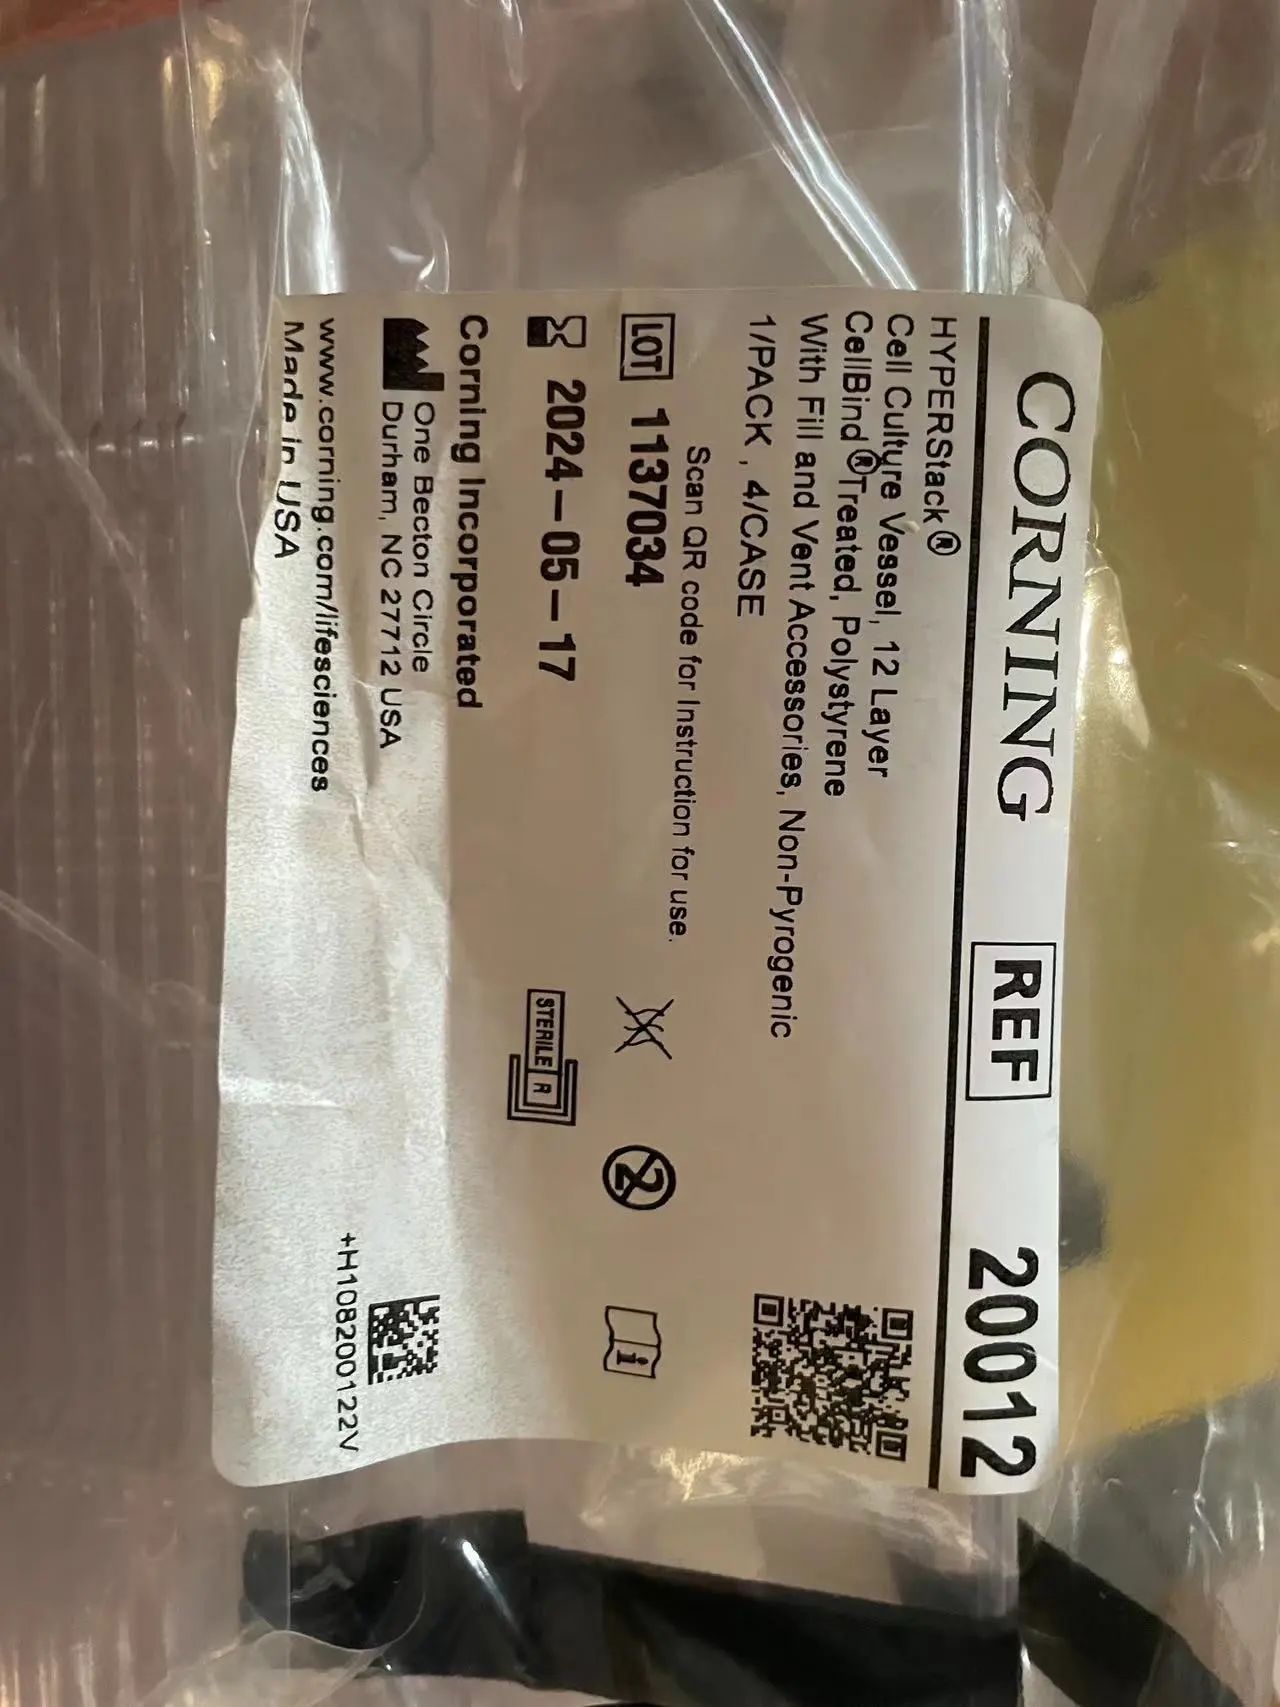 CORNING REF 20012
HYPERStack®
Cell Culture Vessel, 12 Layer
CellBind®Treated, Polystyrene
With Fill and Vent Accessories, Non-Pyrogenic
1/PACK , 4/CASE
Scan QR code for Instruction for use.
LOT 1137034
2
i
2024-05-17
STERILE R
Corning Incorporated
One Becton Circle
Durham, NC 27712 USA
www.corning.com/lifesciences
Made in USA
+H108200122V